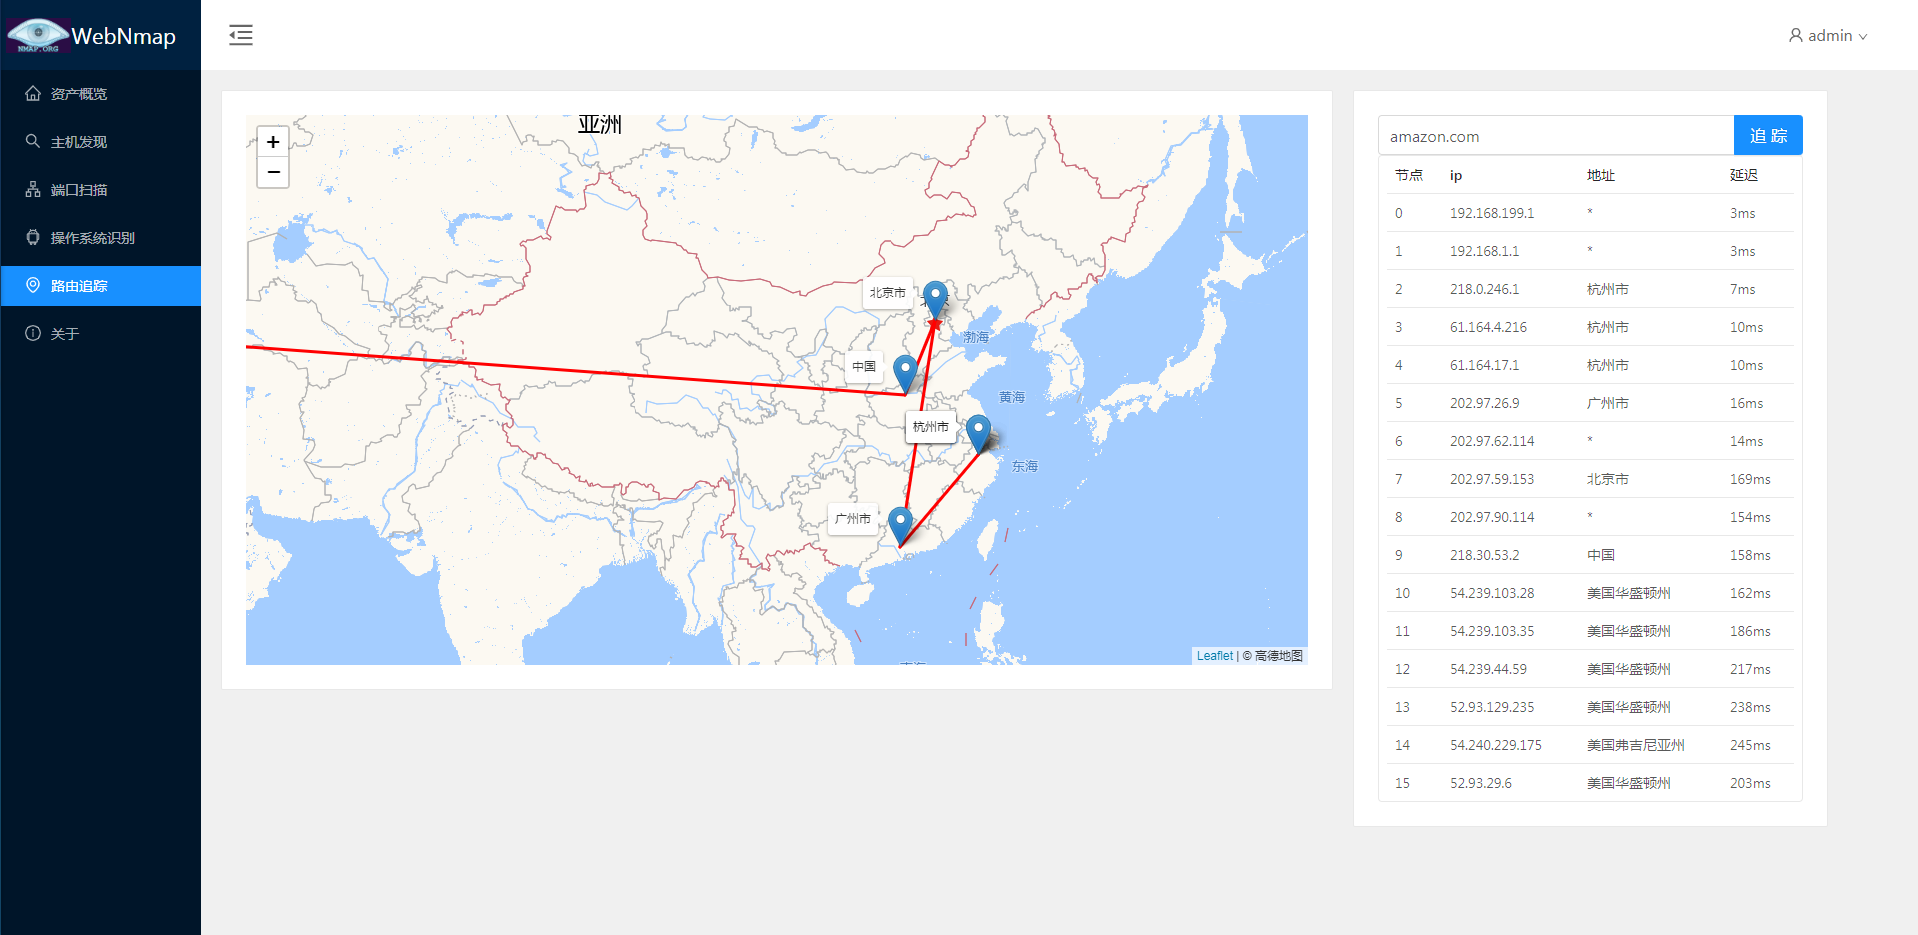 NMAP.ORG
WebNmap
admin
资产概览
主机发现
端口扫描
操作系统识别
路由追踪
关于
+
−
亚洲
北京市
渤海
中国
黄海
杭州市
东海
广州市
Leaflet | © 高德地图
amazon.com
追 踪
节点 ip 地址 延迟
0 192.168.199.1 * 3ms
1 192.168.1.1 * 3ms
2 218.0.246.1 杭州市 7ms
3 61.164.4.216 杭州市 10ms
4 61.164.17.1 杭州市 10ms
5 202.97.26.9 广州市 16ms
6 202.97.62.114 * 14ms
7 202.97.59.153 北京市 169ms
8 202.97.90.114 * 154ms
9 218.30.53.2 中国 158ms
10 54.239.103.28 美国华盛顿州 162ms
11 54.239.103.35 美国华盛顿州 186ms
12 54.239.44.59 美国华盛顿州 217ms
13 52.93.129.235 美国华盛顿州 238ms
14 54.240.229.175 美国弗吉尼亚州 245ms
15 52.93.29.6 美国华盛顿州 203ms